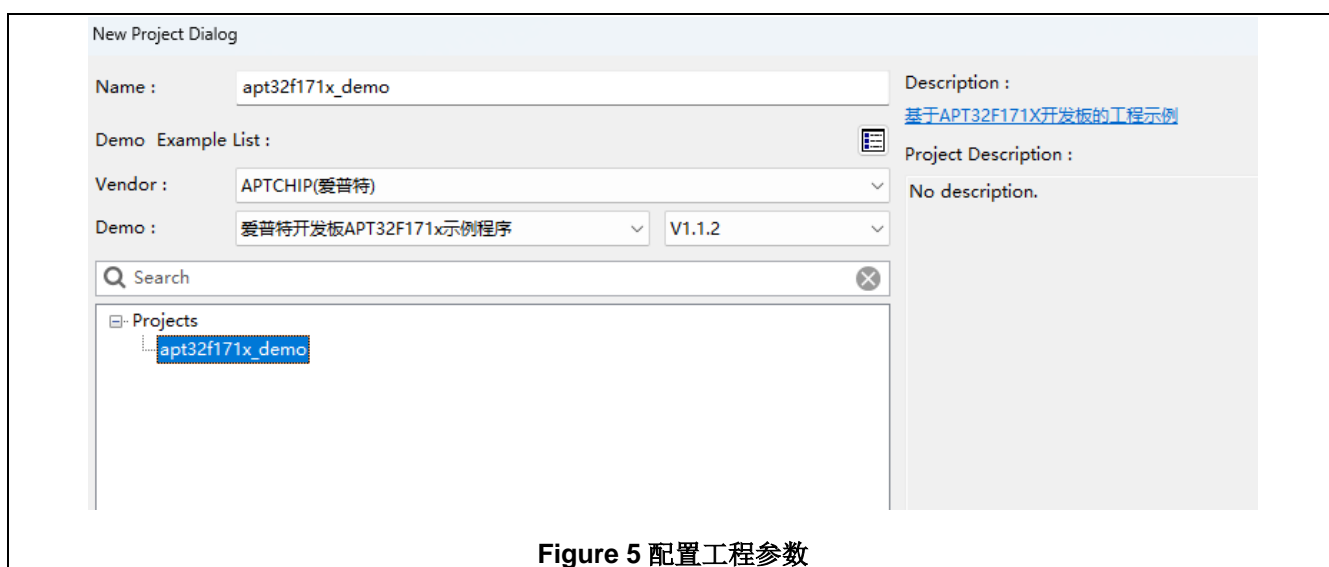 New Project Dialog
Name :
apt32f171x_demo
Demo Example List :
Vendor :
APTCHIP(爱普特)
Demo :
爱普特开发板APT32F171x示例程序
V1.1.2
Search
Projects
apt32f171x_demo
Description :
基于APT32F171X开发板的工程示例
Project Description :
No description.
Figure 5 配置工程参数